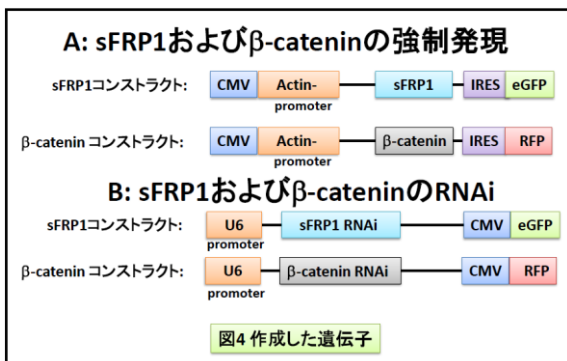 A: sFRP1およびβ-cateninの強制発現
sFRP1コンストラクト: CMV Actin- sFRP1 IRES eGFP
promoter
β-catenin コンストラクト: CMV Actin- β-catenin IRES RFP
promoter
B: sFRP1およびβ-cateninのRNAi
sFRP1コンストラクト: U6 sFRP1 RNAi CMV eGFP
promoter
β-catenin コンストラクト: U6 β-catenin RNAi CMV RFP
promoter
図4 作成した遺伝子